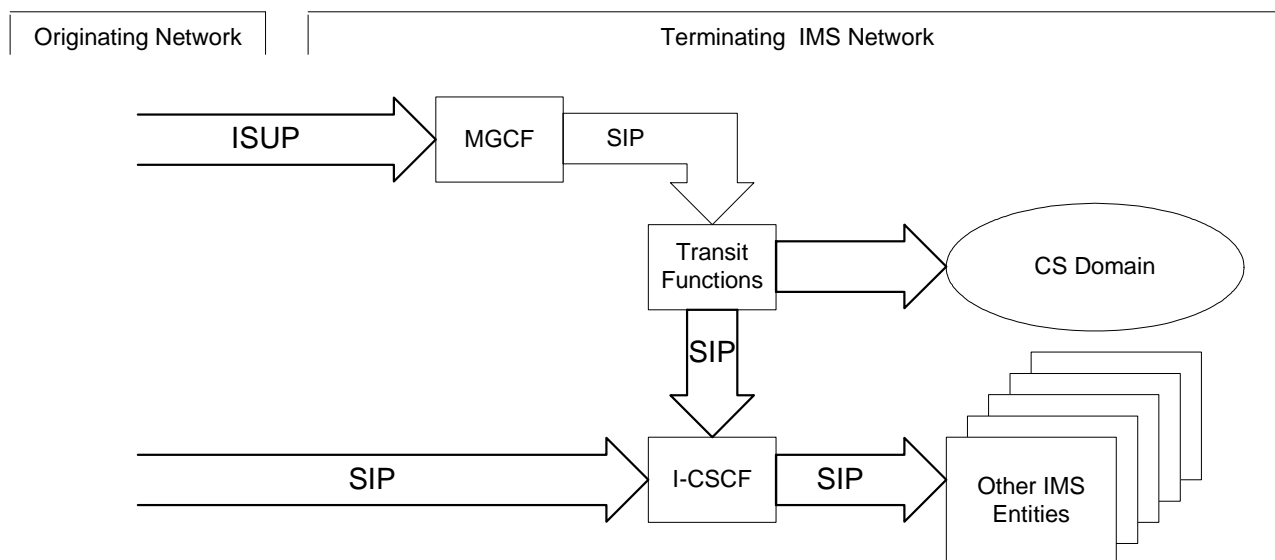 Originating Network
Terminating IMS Network
ISUP
MGCF
SIP
Transit
Functions
CS Domain
SIP
SIP
I-CSCF
SIP
Other IMS
Entities